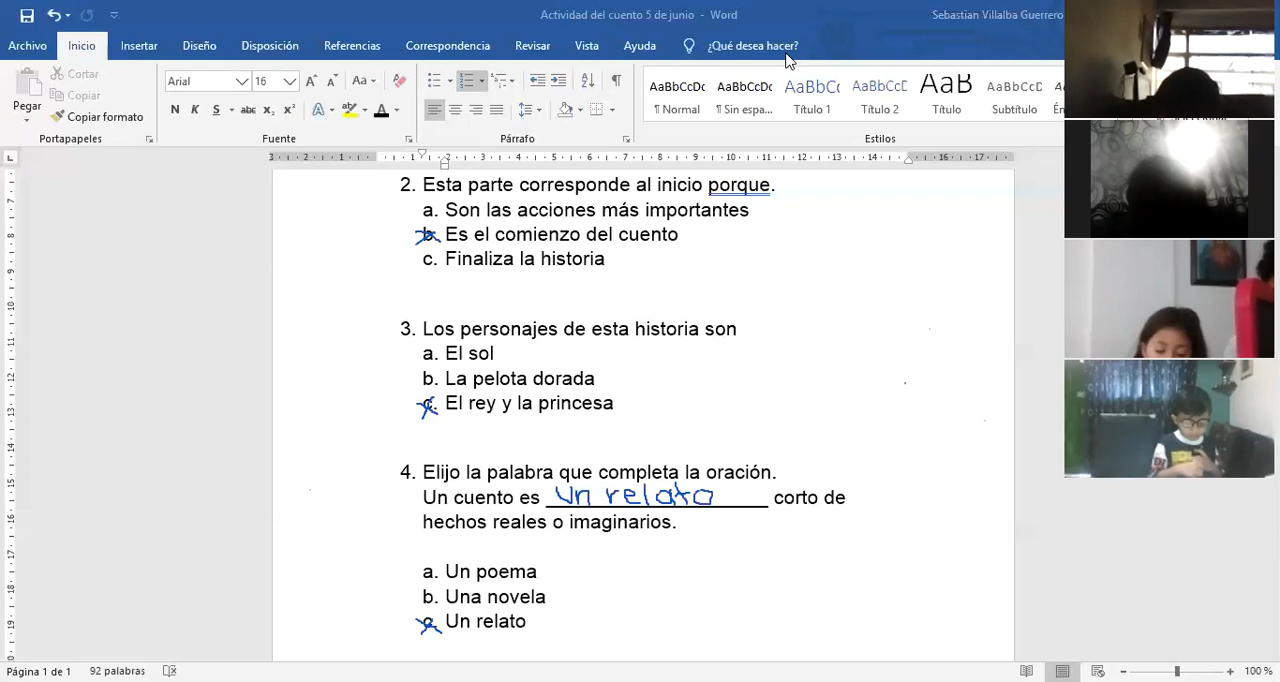 Actividad del cuento 5 de junio - Word
Sebastian Villalba Guerrero
Archivo Inicio Insertar Diseño Disposición Referencias Correspondencia Revisar Vista Ayuda ¿Qué desea hacer?
Pegar
Cortar
Copiar
Copiar formato
Portapapeles
Arial 16
N K S abc x₂ x²
Fuente
Párrafo
AaBbCcDc AaBbCcDc AaBbCc AaBbCcD AaB AaBbCcD
¶ Normal ¶ Sin espa... Título 1 Título 2 Título Subtítulo
Estilos
2. Esta parte corresponde al inicio porque.
a. Son las acciones más importantes
b. Es el comienzo del cuento
c. Finaliza la historia
3. Los personajes de esta historia son
a. El sol
b. La pelota dorada
c. El rey y la princesa
4. Elijo la palabra que completa la oración.
Un cuento es un relato corto de
hechos reales o imaginarios.
a. Un poema
b. Una novela
c. Un relato
Página 1 de 1 92 palabras 100 %